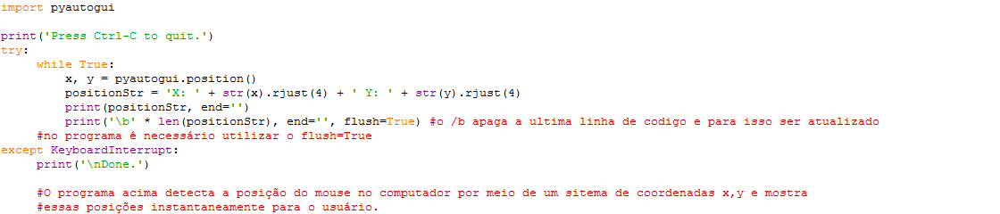 import pyautogui
print('Press Ctrl-C to quit.')
try:
while True:
x, y = pyautogui.position()
positionStr = 'X: ' + str(x).rjust(4) + ' Y: ' + str(y).rjust(4)
print(positionStr, end='')
print('\b' * len(positionStr), end='', flush=True) #o /b apaga a ultima linha de codigo e para isso ser atualizado
#no programa é necessário utilizar o flush=True
except KeyboardInterrupt:
print('\nDone.')
#O programa acima detecta a posição do mouse no computador por meio de um sitema de coordenadas x,y e mostra
#essas posições instantaneamente para o usuário.